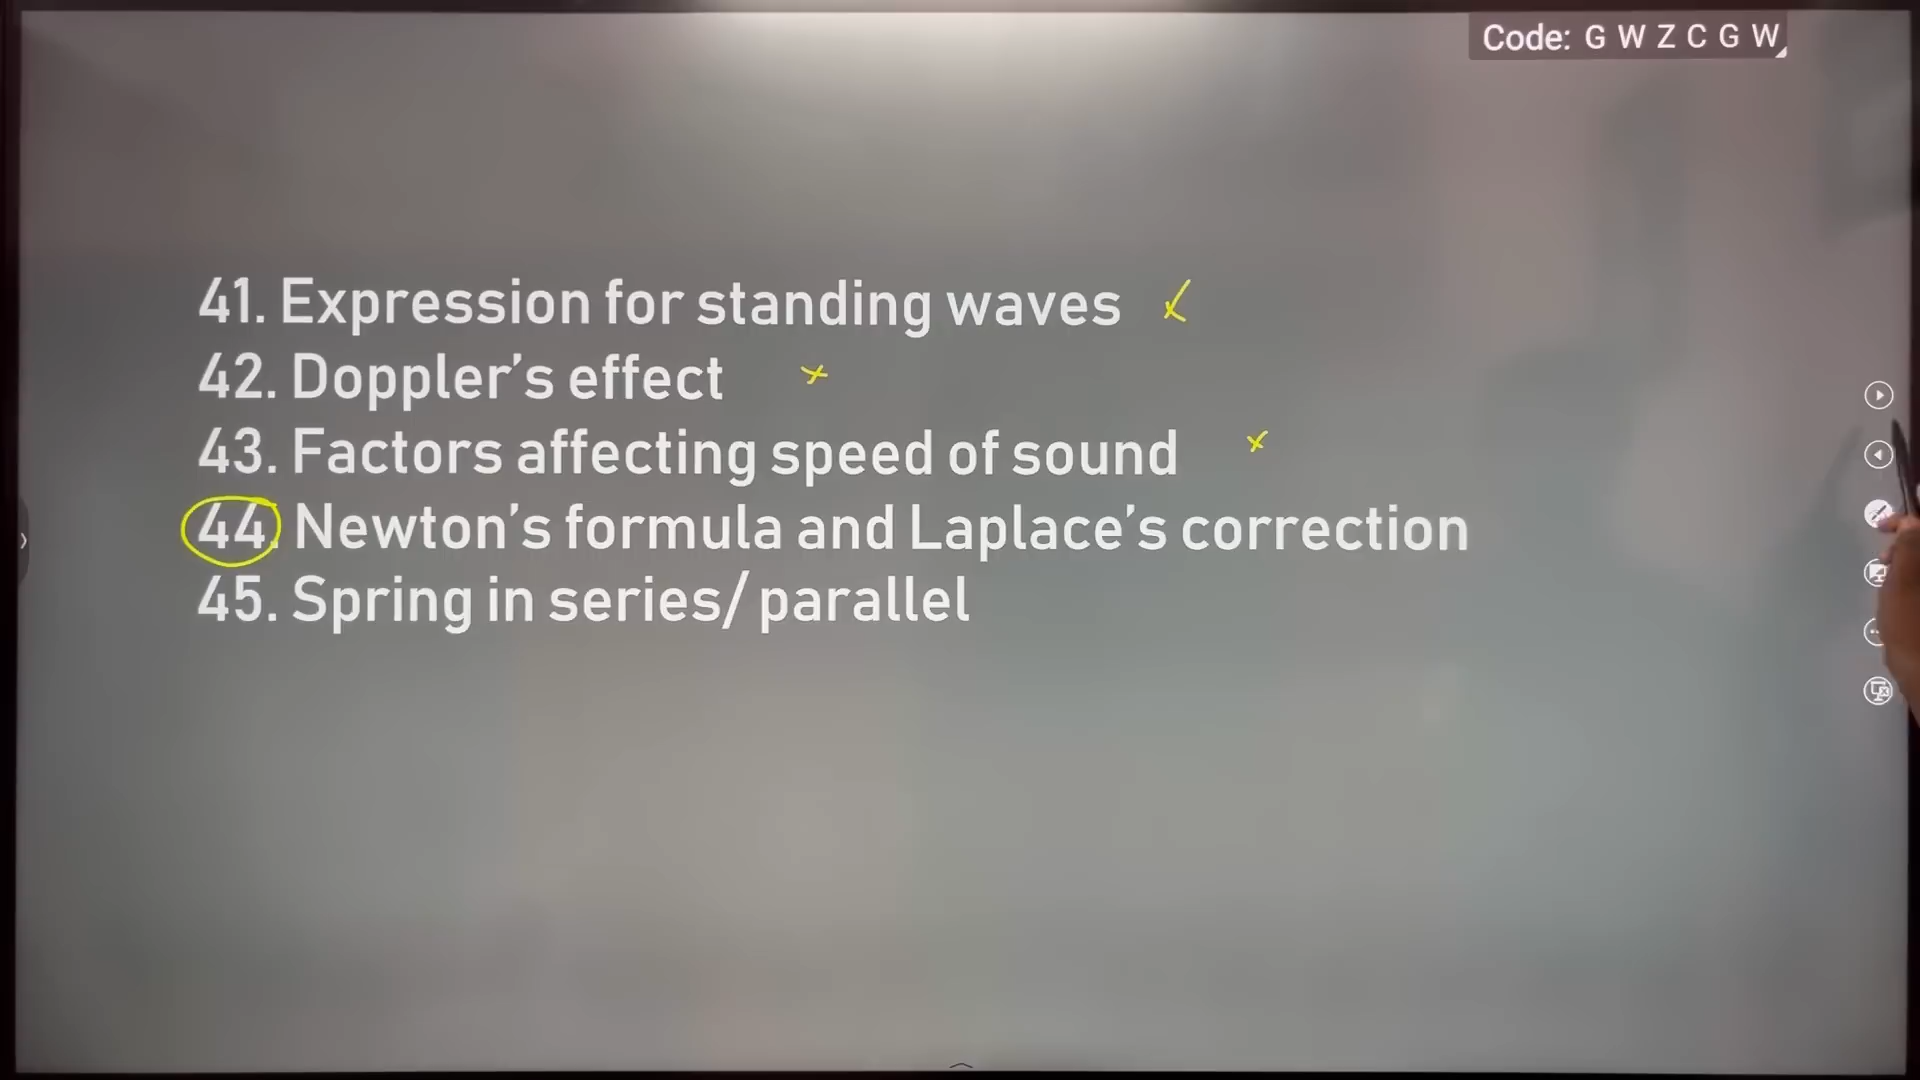 Code: G W Z C G W
41. Expression for standing waves
42. Doppler's effect
43. Factors affecting speed of sound
44. Newton's formula and Laplace's correction
45. Spring in series/ parallel